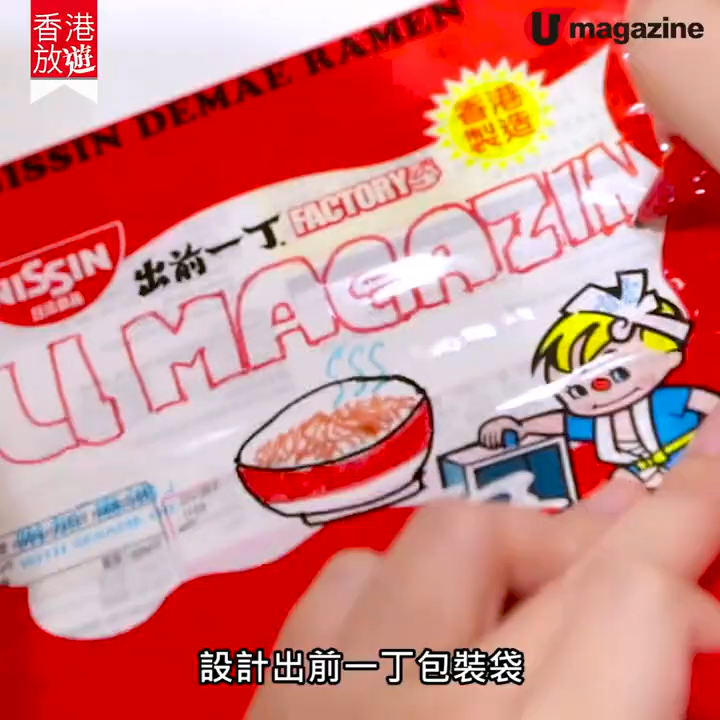 香港
放遊
U magazine
NISSIN DEMAE RAMEN
香港
製造
出前一丁 FACTORY
NISSIN
U MAGAZIN
設計出前一丁包裝袋